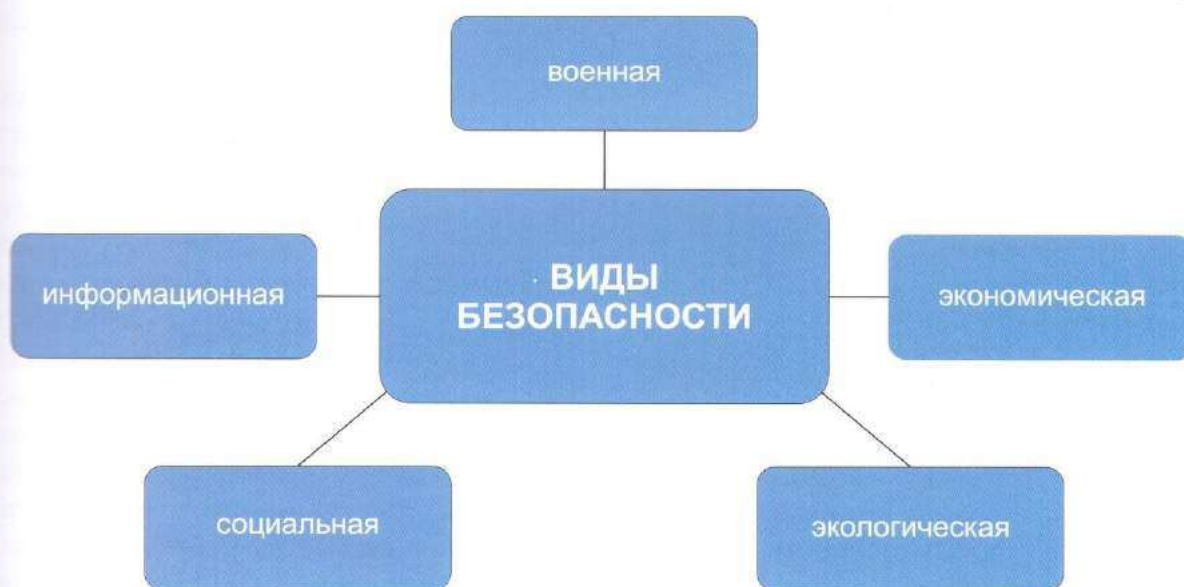 военная
ВИДЫ
БЕЗОПАСНОСТИ
информационная
экономическая
социальная
экологическая